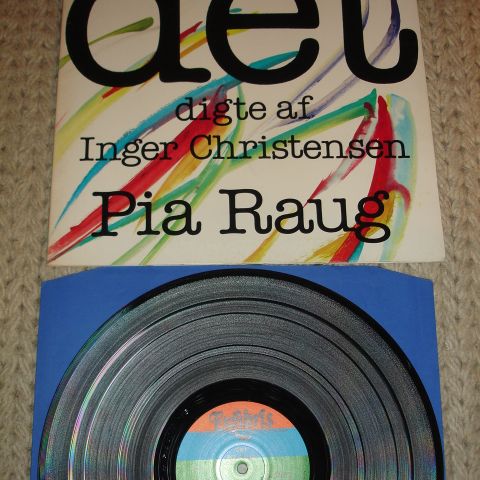 det
digte af
Inger Christensen
Pia Raug